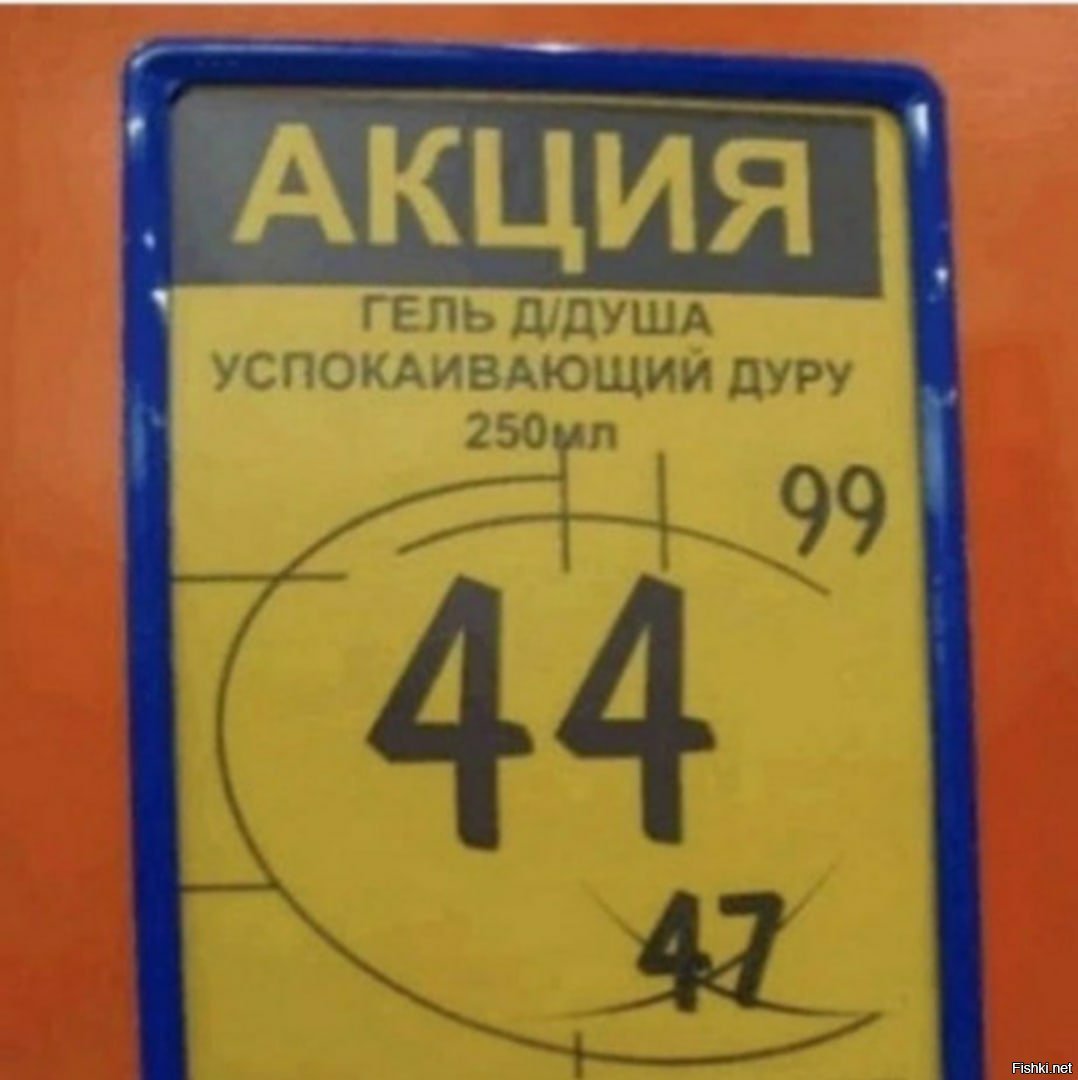 АКЦИЯ
ГЕЛЬ Д/ДУША
УСПОКАИВАЮЩИЙ ДУРУ
250мл
44 99
47
Fishki.net